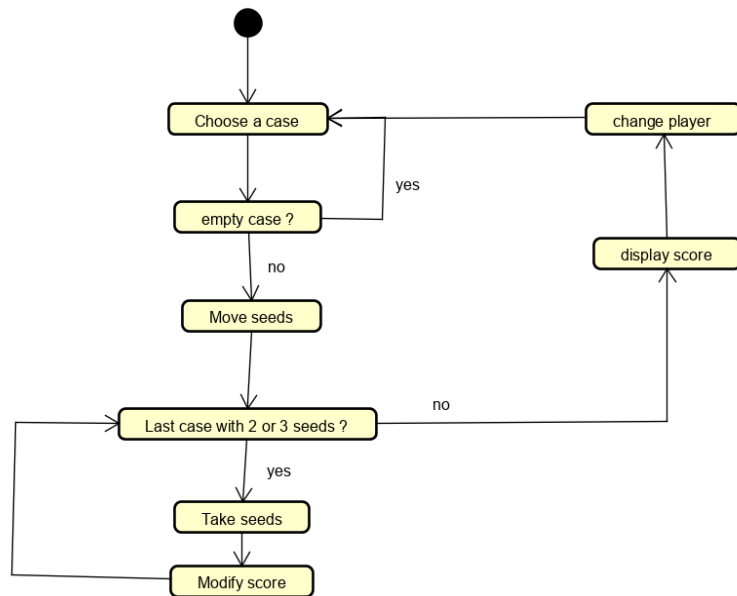 Choose a case
change player
yes
empty case ?
display score
no
Move seeds
no
Last case with 2 or 3 seeds ?
yes
Take seeds
Modify score